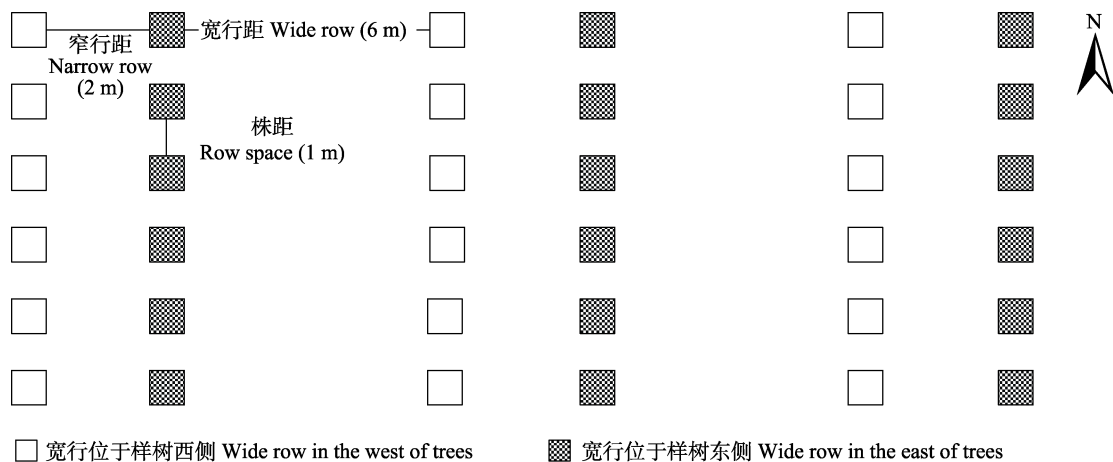 宽行距 Wide row (6 m)
N
窄行距
Narrow row
(2 m)
株距
Row space (1 m)
宽行位于样树西侧 Wide row in the west of trees
宽行位于样树东侧 Wide row in the east of trees